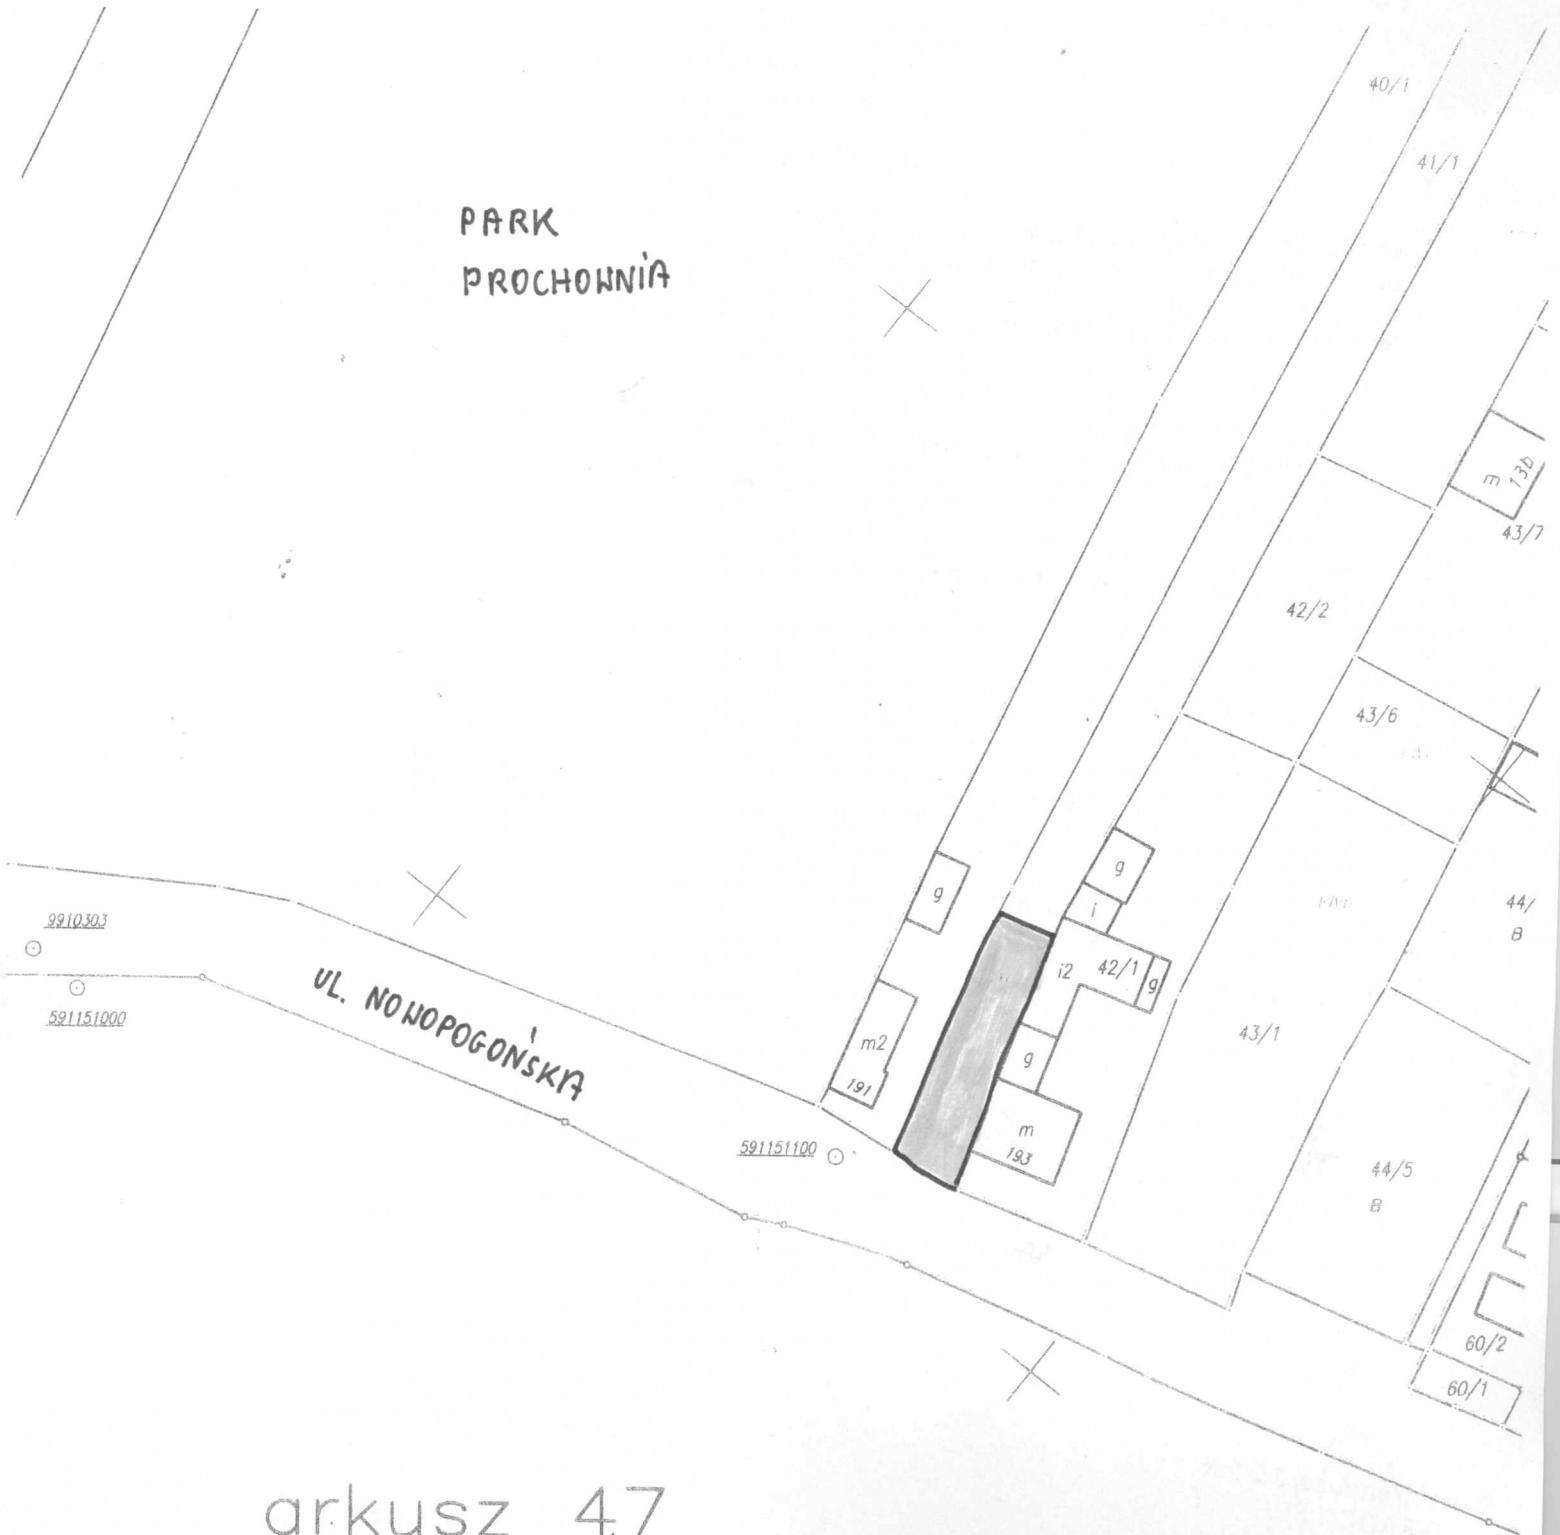 40/1
41/1
PARK
PROCHOWNIA
m
13b
43/7
42/2
43/6
g
g
i
44/
B
9910303
i2
42/1
g
UL. NOWOPOGOŃSKA
591151000
43/1
m2
g
191
m
591151100
193
44/5
B
60/2
60/1
arkusz 47